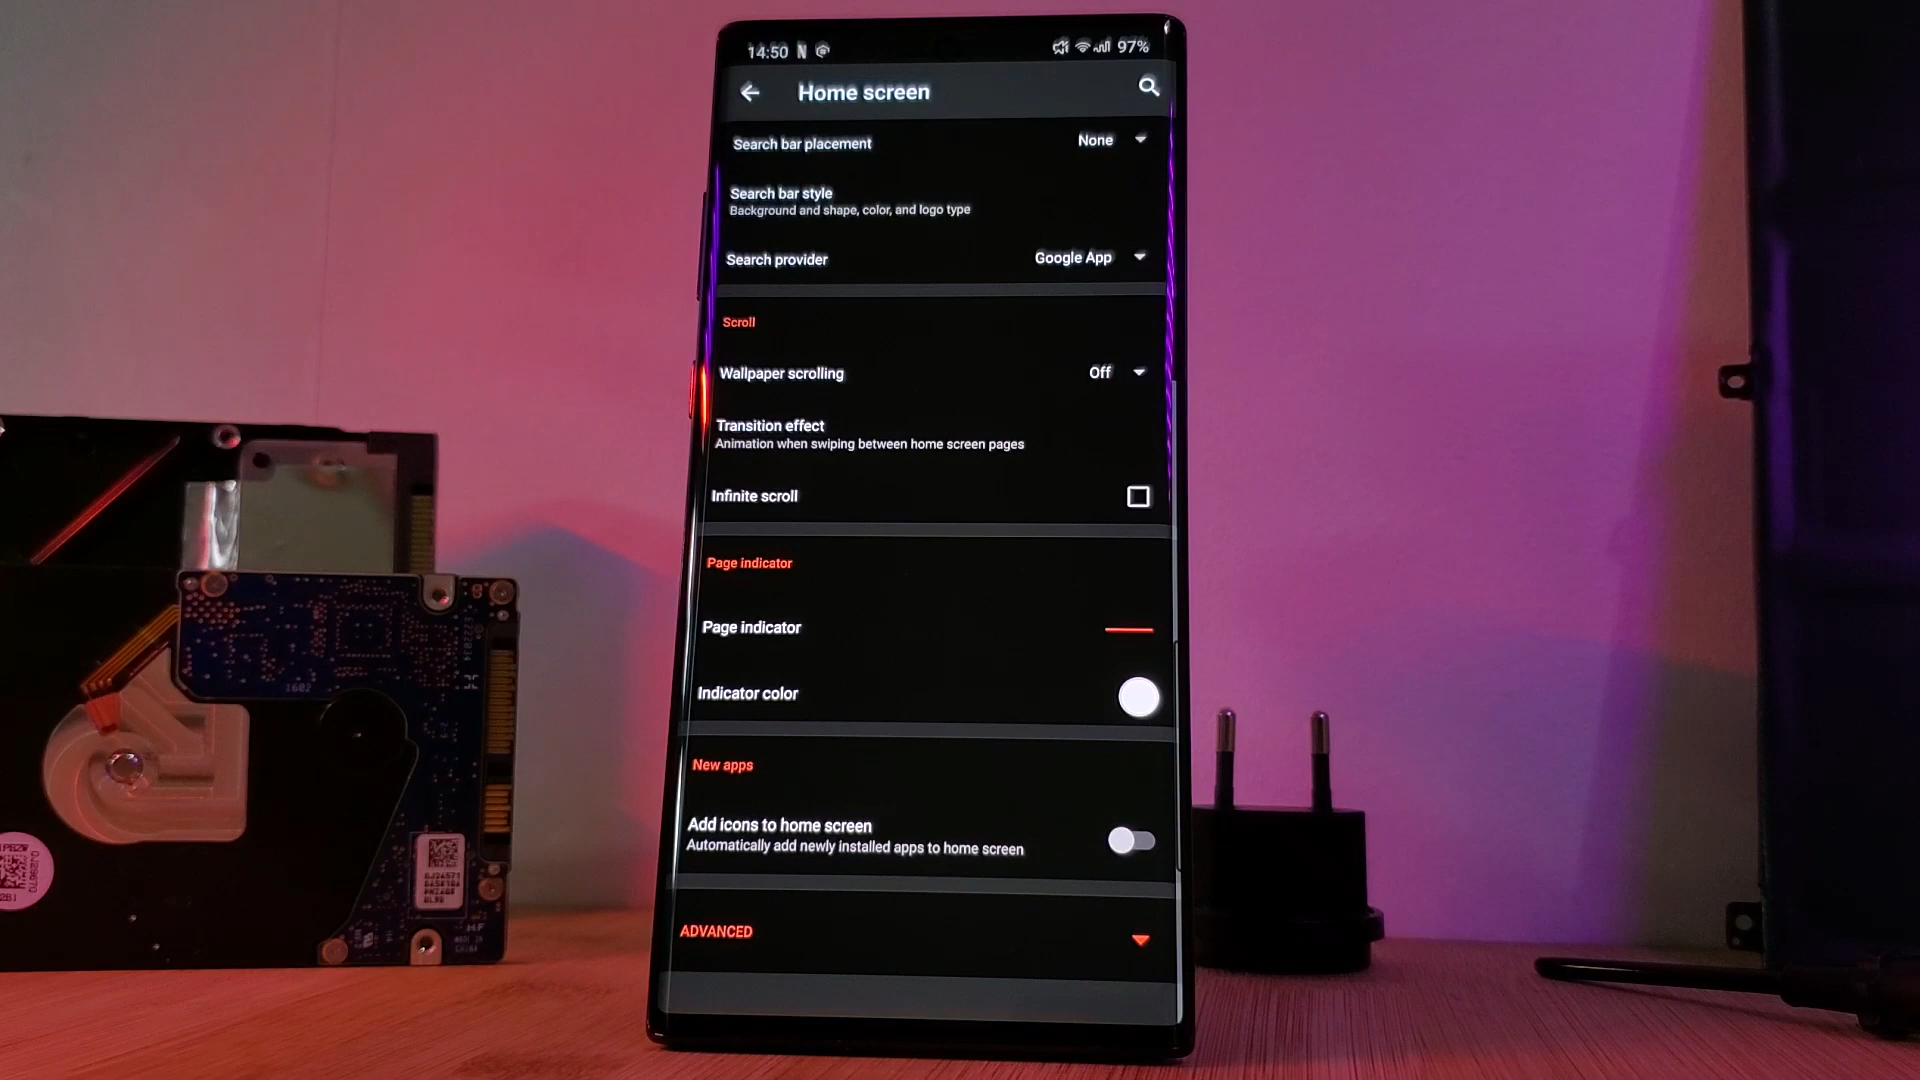 14:50 N 97%
Home screen
Search bar placement None
Search bar style
Background and shape, color, and logo type
Search provider Google App
Scroll
Wallpaper scrolling Off
Transition effect
Animation when swiping between home screen pages
Infinite scroll
Page indicator
Page indicator
Indicator color
New apps
Add icons to home screen
Automatically add newly installed apps to home screen
ADVANCED
1602